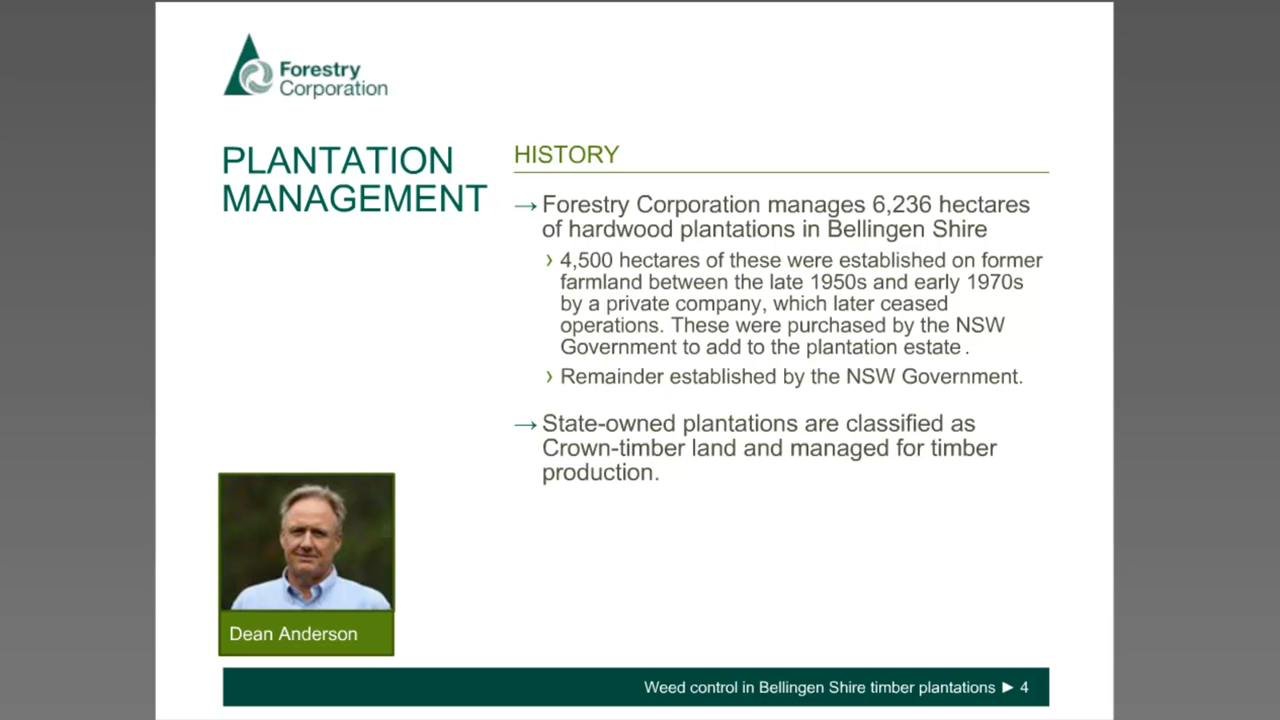 Forestry
Corporation
PLANTATION
MANAGEMENT
HISTORY
→ Forestry Corporation manages 6,236 hectares
of hardwood plantations in Bellingen Shire
› 4,500 hectares of these were established on former
farmland between the late 1950s and early 1970s
by a private company, which later ceased
operations. These were purchased by the NSW
Government to add to the plantation estate .
› Remainder established by the NSW Government.
→ State-owned plantations are classified as
Crown-timber land and managed for timber
production.
Dean Anderson
Weed control in Bellingen Shire timber plantations ► 4